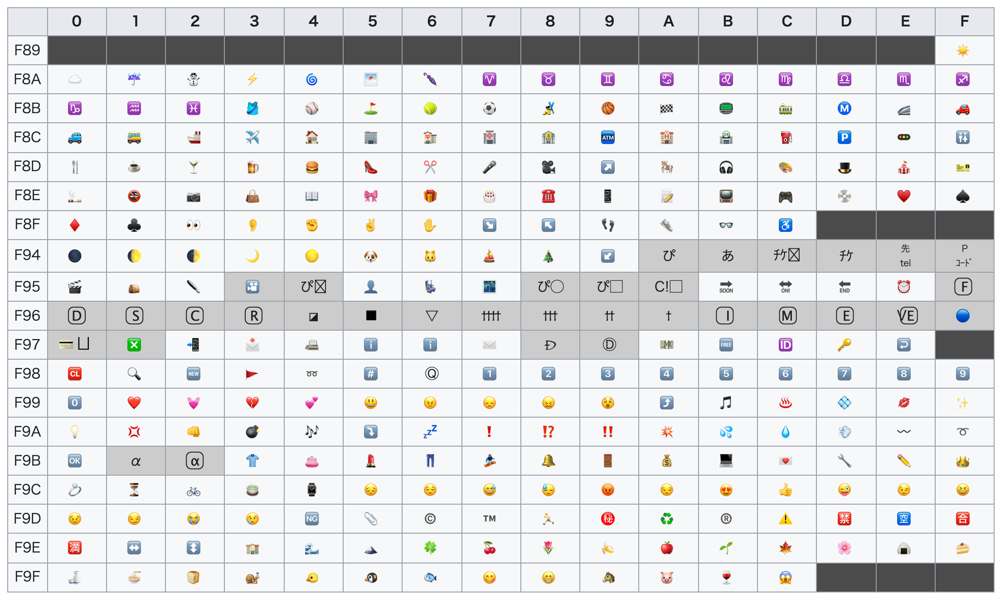 0 1 2 3 4 5 6 7 8 9 A B C D E F
F89
F8A
F8B M
F8C ATM H 24 P
F8D
F8E
F8F
F94 ぴ あ ﾁｹ ﾁｹ 先 tel P ｺｰﾄﾞ
F95 ぴ ぴ○ ぴ□ C!□ SOON ON! END F
F96 D S C R I M E VE
F97 i i D D FREE ID
F98 CL NEW # Q 1 2 3 4 5 6 7 8 9
F99 0
F9A zzZ ! !? !!
F9B OK α α $
F9C
F9D NG © TM 秘 ® ! 禁 空 合
F9E 満
F9F